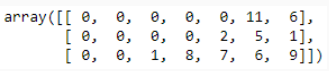 array([[ 0,  0,  0,  0,  0, 11,  6],
       [ 0,  0,  0,  0,  2,  5,  1],
       [ 0,  0,  1,  8,  7,  6,  9]])